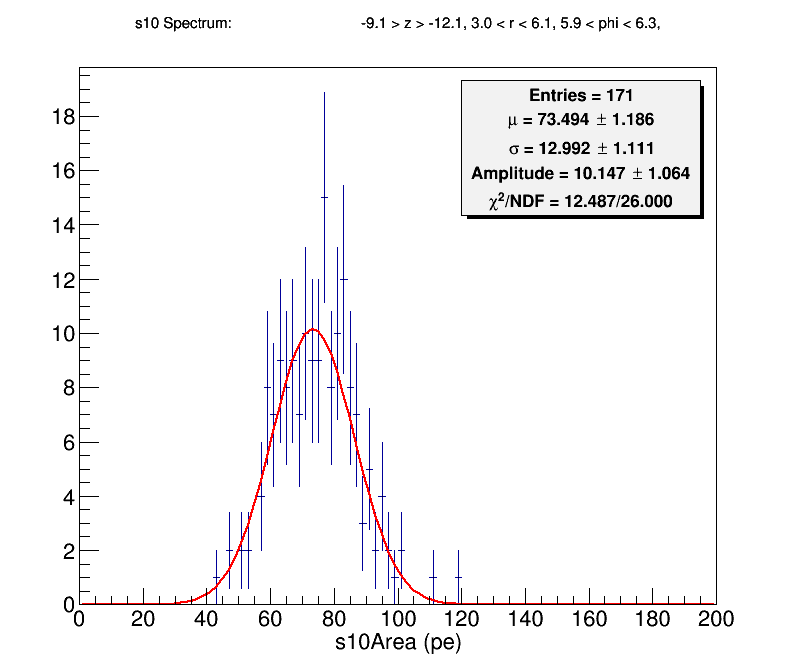 s10 Spectrum: -9.1 > z > -12.1, 3.0 < r < 6.1, 5.9 < phi < 6.3,
Entries = 171
μ = 73.494 ± 1.186
σ = 12.992 ± 1.111
Amplitude = 10.147 ± 1.064
χ²/NDF = 12.487/26.000
18
16
14
12
10
8
6
4
2
0
0 20 40 60 80 100 120 140 160 180 200
s10Area (pe)